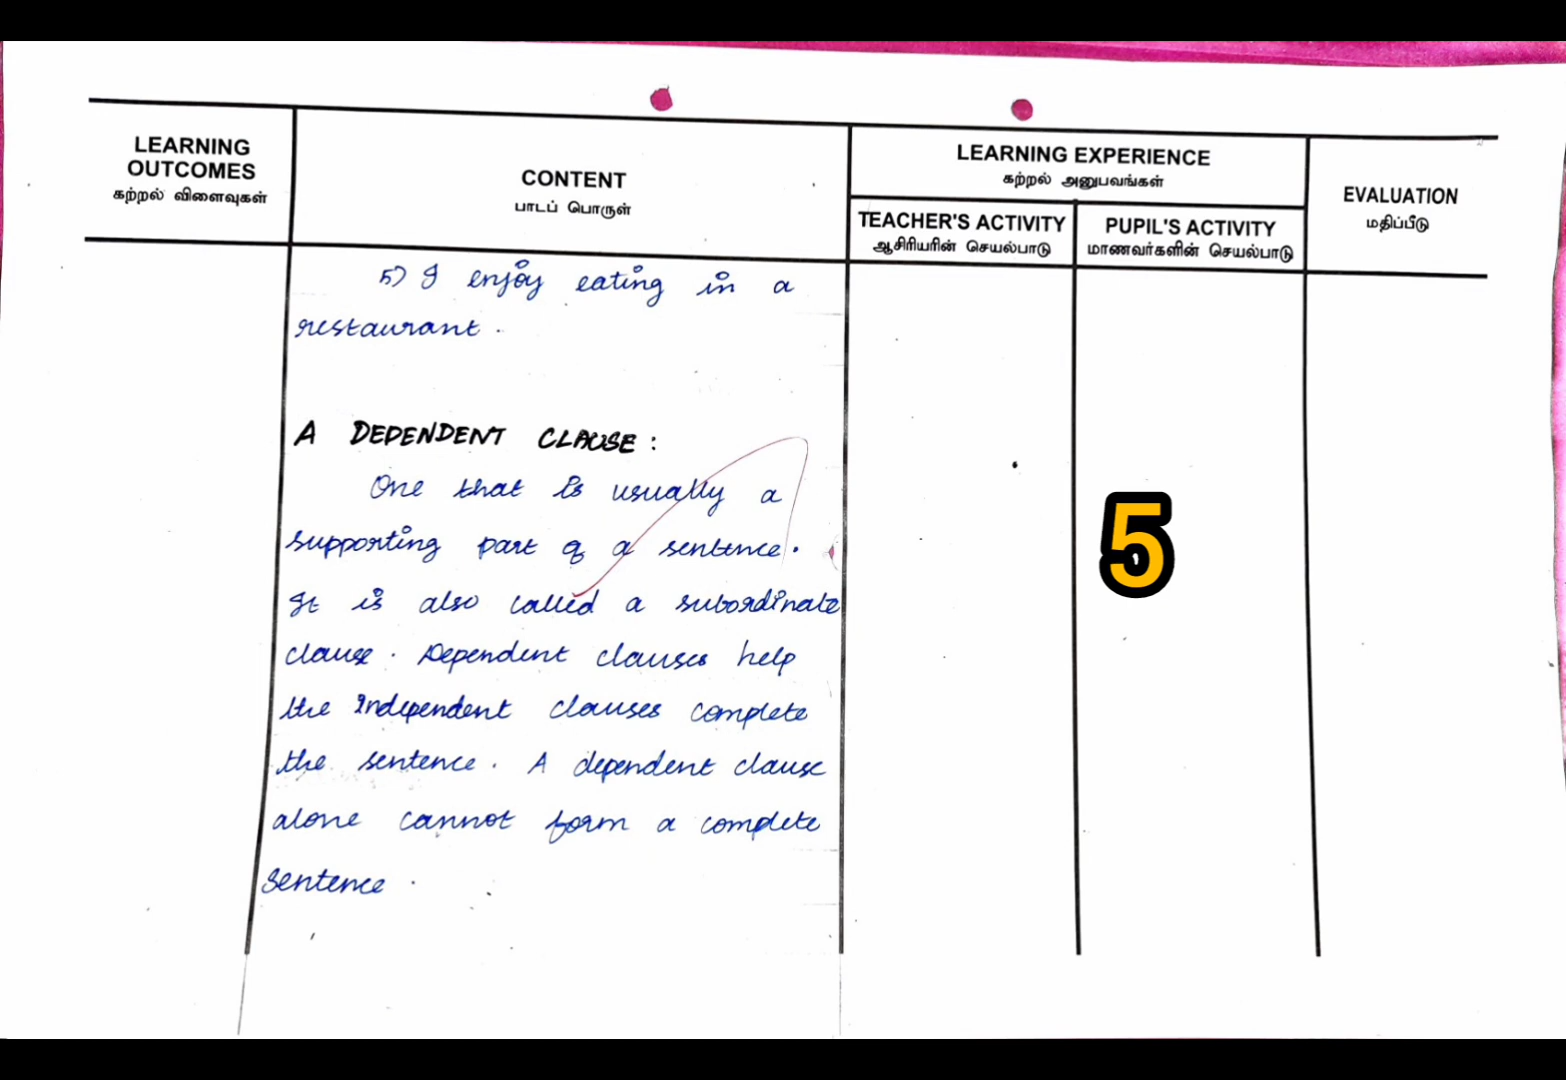 LEARNING
OUTCOMES
கற்றல் விளைவுகள்
CONTENT
பாடப் பொருள்
LEARNING EXPERIENCE
கற்றல் அனுபவங்கள்
TEACHER'S ACTIVITY
ஆசிரியரின் செயல்பாடு
PUPIL'S ACTIVITY
மாணவர்களின் செயல்பாடு
EVALUATION
மதிப்பீடு
5) I enjoy eating in a
restaurant.
A DEPENDENT CLAUSE :
One that is usually a
supporting part of a sentence.
It is also called a subordinate
clause. Dependent clauses help
the Independent clauses complete
the sentence. A dependent clause
alone cannot form a complete
sentence.
5